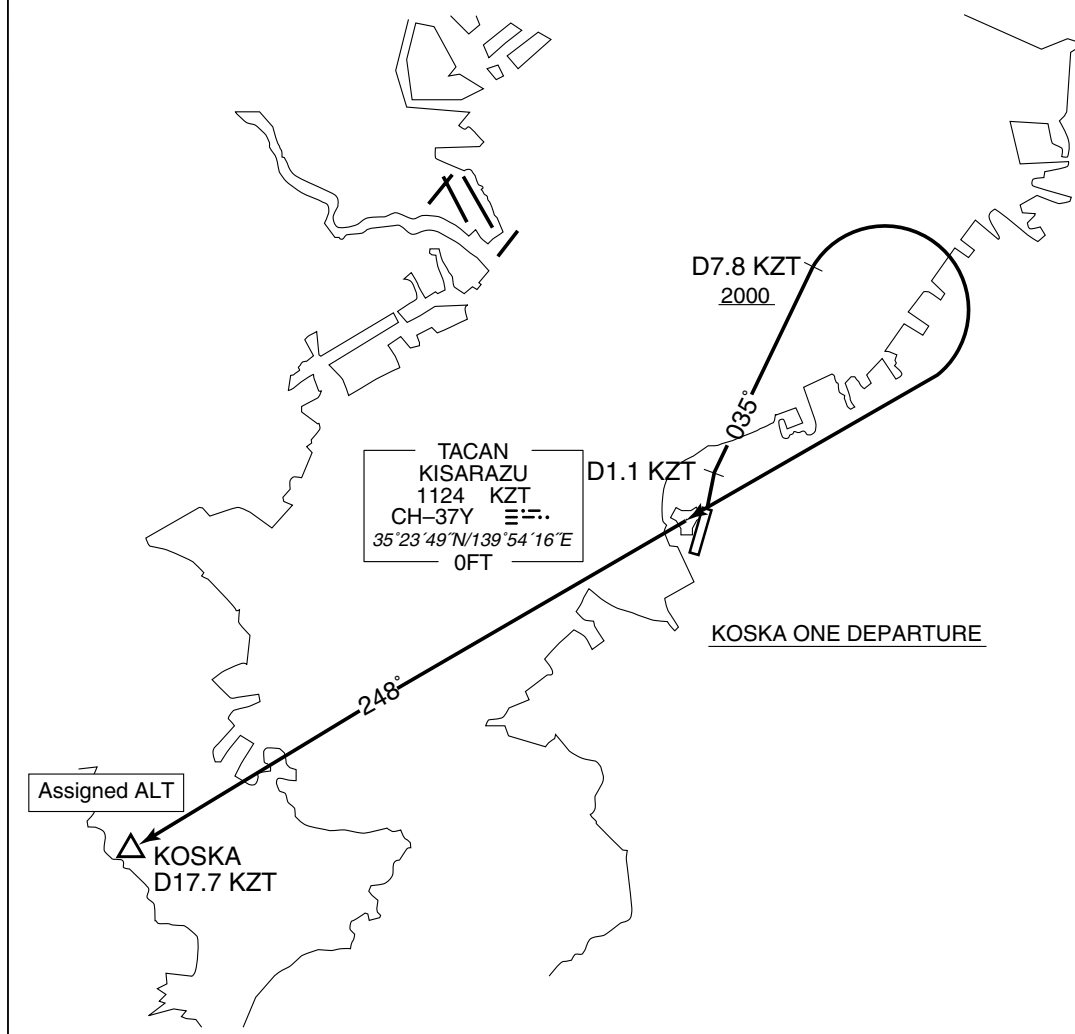 D7.8 KZT
2000
035°
TACAN
KISARAZU
1124 KZT
CH–37Y
35°23´49˝N/139°54´16˝E
0FT
D1.1 KZT
KOSKA ONE DEPARTURE
248°
Assigned ALT
KOSKA
D17.7 KZT